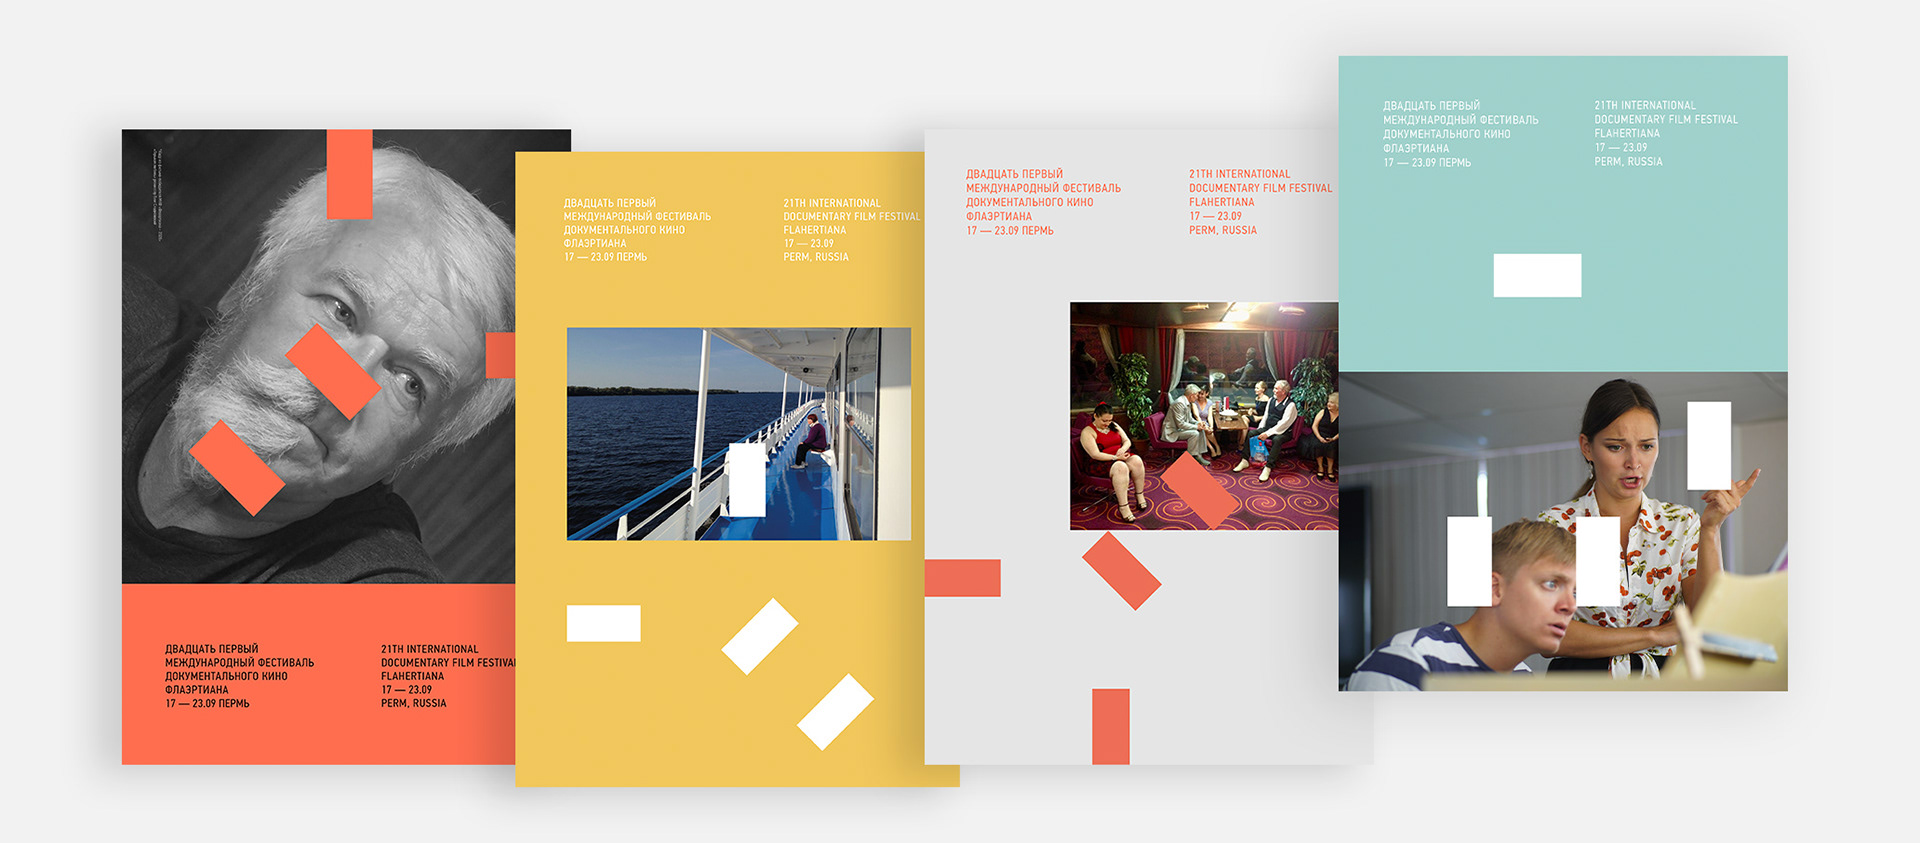 ДВАДЦАТЬ ПЕРВЫЙ
МЕЖДУНАРОДНЫЙ ФЕСТИВАЛЬ
ДОКУМЕНТАЛЬНОГО КИНО
ФЛАЭРТИАНА
17 — 23.09 ПЕРМЬ
21TH INTERNATIONAL
DOCUMENTARY FILM FESTIVAL
FLAHERTIANA
17 — 23.09
PERM, RUSSIA
ДВАДЦАТЬ ПЕРВЫЙ
МЕЖДУНАРОДНЫЙ ФЕСТИВАЛЬ
ДОКУМЕНТАЛЬНОГО КИНО
ФЛАЭРТИАНА
17 — 23.09 ПЕРМЬ
21TH INTERNATIONAL
DOCUMENTARY FILM FESTIVAL
FLAHERTIANA
17 — 23.09
PERM, RUSSIA
ДВАДЦАТЬ ПЕРВЫЙ
МЕЖДУНАРОДНЫЙ ФЕСТИВАЛЬ
ДОКУМЕНТАЛЬНОГО КИНО
ФЛАЭРТИАНА
17 — 23.09 ПЕРМЬ
21TH INTERNATIONAL
DOCUMENTARY FILM FESTIVAL
FLAHERTIANA
17 — 23.09
PERM, RUSSIA
ДВАДЦАТЬ ПЕРВЫЙ
МЕЖДУНАРОДНЫЙ ФЕСТИВАЛЬ
ДОКУМЕНТАЛЬНОГО КИНО
ФЛАЭРТИАНА
17 — 23.09 ПЕРМЬ
21TH INTERNATIONAL
DOCUMENTARY FILM FESTIVAL
FLAHERTIANA
17 — 23.09
PERM, RUSSIA